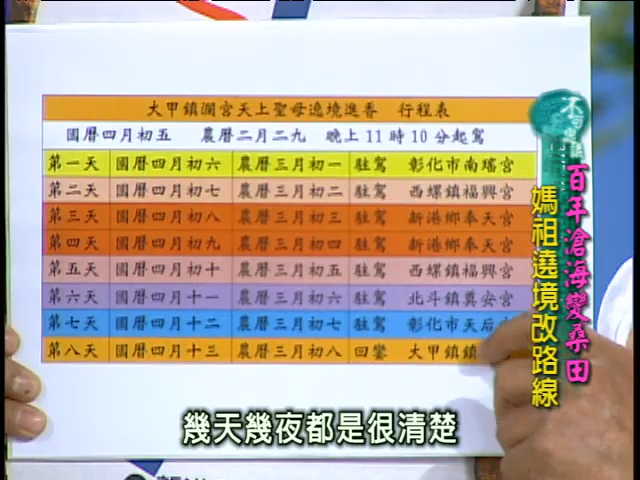 大甲鎮瀾宮天上聖母遶境進香 行程表
國曆四月初五 農曆二月二九 晚上11時10分起駕
第一天 國曆四月初六 農曆三月初一 駐駕 彰化市南瑤宮
第二天 國曆四月初七 農曆三月初二 駐駕 西螺鎮福興宮
第三天 國曆四月初八 農曆三月初三 駐駕 新港鄉奉天宮
第四天 國曆四月初九 農曆三月初四 駐駕 新港鄉奉天宮
第五天 國曆四月初十 農曆三月初五 駐駕 西螺鎮福興宮
第六天 國曆四月十一 農曆三月初六 駐駕 北斗鎮奠安宮
第七天 國曆四月十二 農曆三月初七 駐駕 彰化市天后宮
第八天 國曆四月十三 農曆三月初八 回鑾 大甲鎮鎮
不可
百年滄海變桑田
媽祖遶境改路線
幾天幾夜都是很清楚